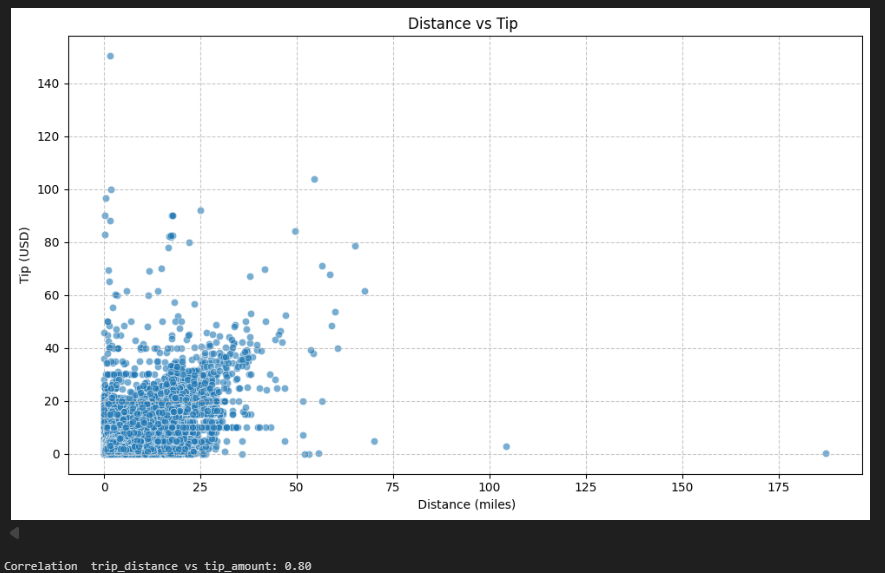 Distance vs Tip
Tip (USD)
140
120
100
80
60
40
20
0
0 25 50 75 100 125 150 175
Distance (miles)
Correlation  trip_distance vs tip_amount: 0.80